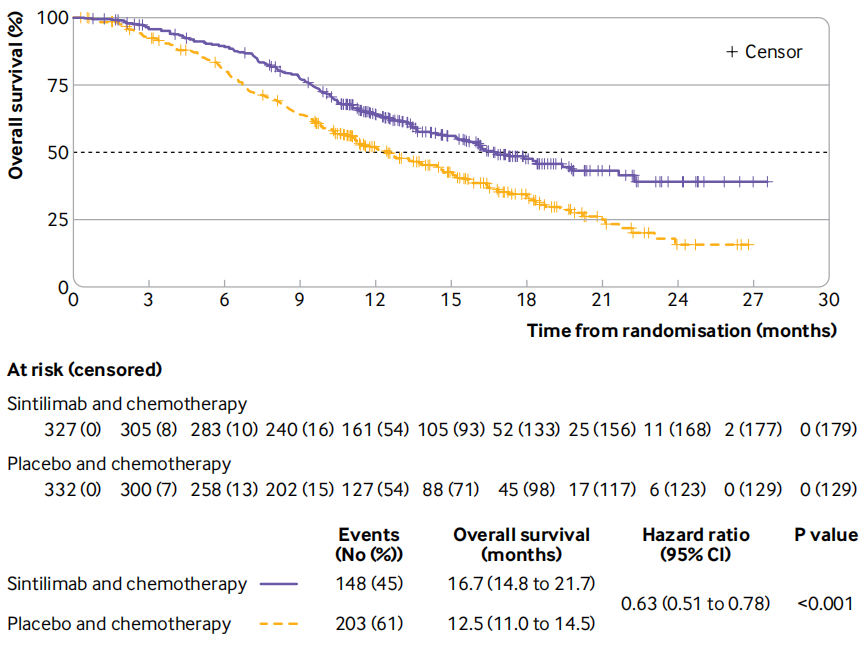 Overall survival (%)
100
75
50
25
0
+ Censor
0 3 6 9 12 15 18 21 24 27 30
Time from randomisation (months)
At risk (censored)
Sintilimab and chemotherapy
327 (0) 305 (8) 283 (10) 240 (16) 161 (54) 105 (93) 52 (133) 25 (156) 11 (168) 2 (177) 0 (179)
Placebo and chemotherapy
332 (0) 300 (7) 258 (13) 202 (15) 127 (54) 88 (71) 45 (98) 17 (117) 6 (123) 0 (129) 0 (129)
Events Overall survival Hazard ratio P value
(No (%)) (months) (95% CI)
Sintilimab and chemotherapy 148 (45) 16.7 (14.8 to 21.7)
0.63 (0.51 to 0.78) <0.001
Placebo and chemotherapy 203 (61) 12.5 (11.0 to 14.5)